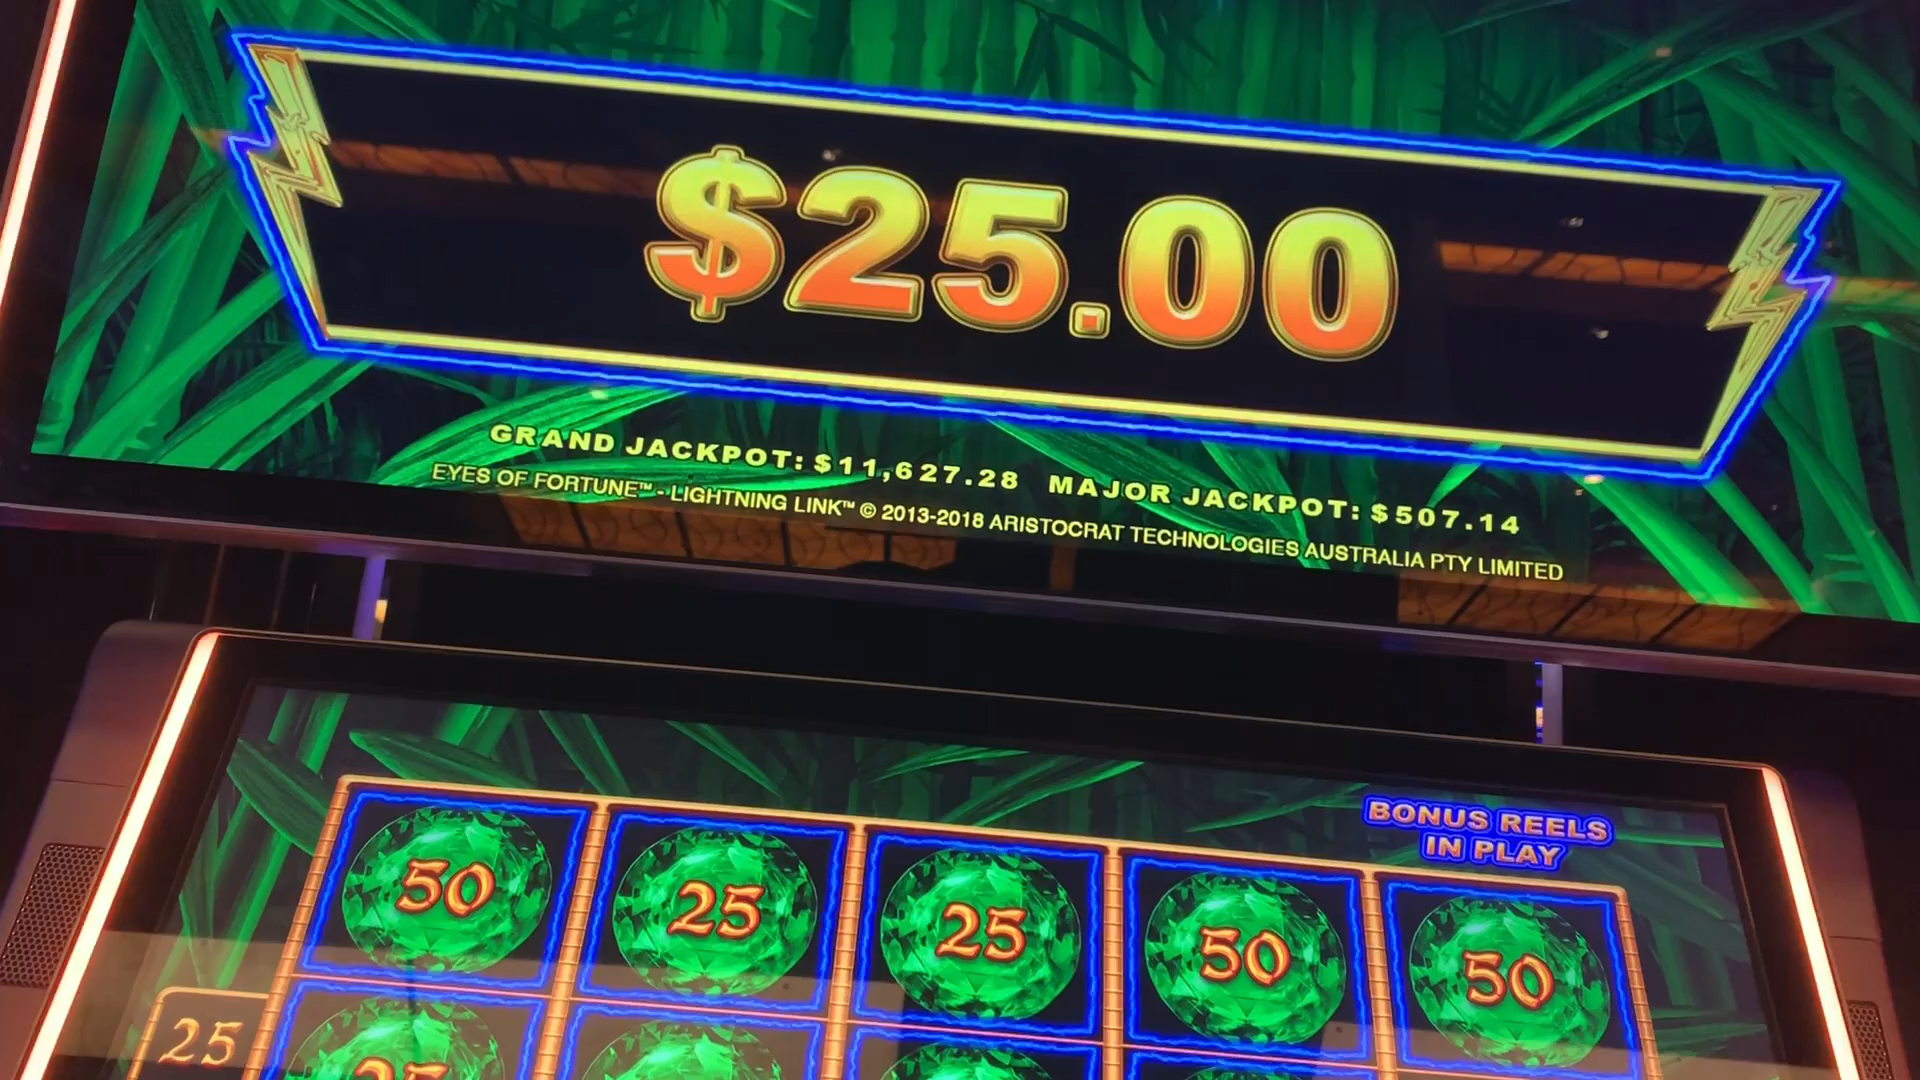 $25.00
GRAND JACKPOT: $11,627.28 MAJOR JACKPOT: $507.14
EYES OF FORTUNE™ - LIGHTNING LINK™ © 2013-2018 ARISTOCRAT TECHNOLOGIES AUSTRALIA PTY LIMITED
BONUS REELS
IN PLAY
50 25 25 50 50
25
25